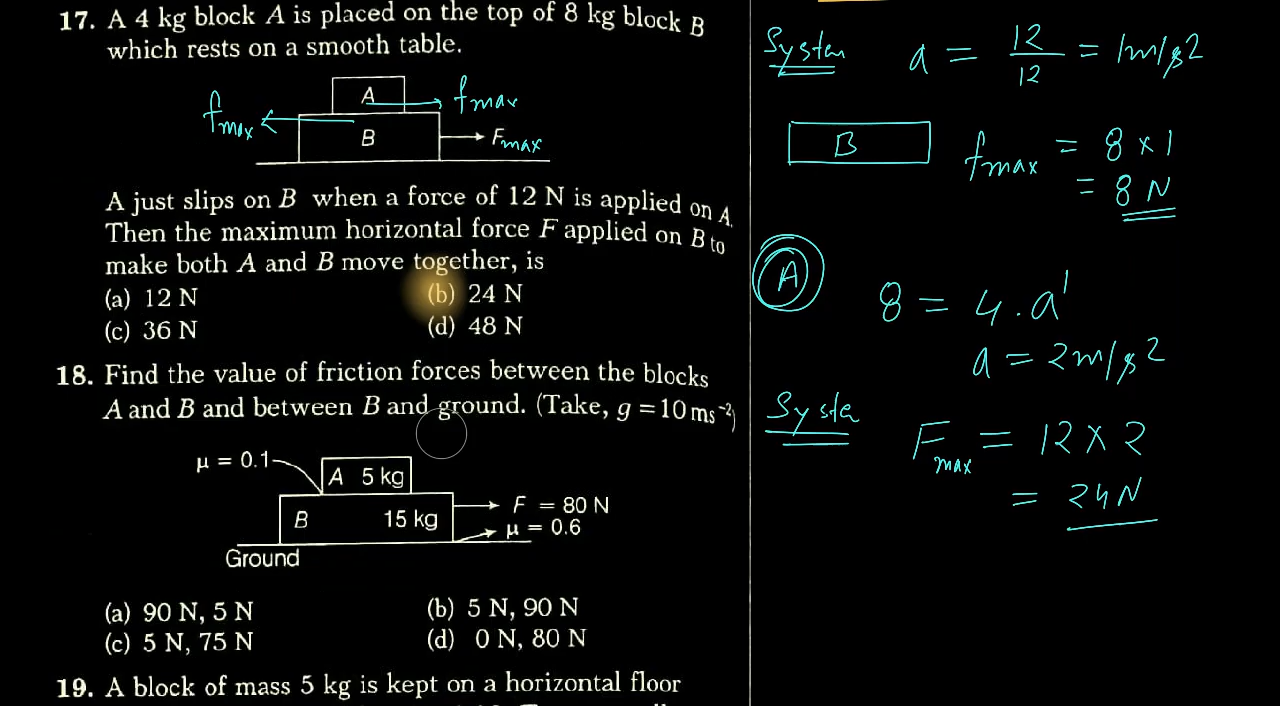 17. A 4 kg block A is placed on the top of 8 kg block B
which rests on a smooth table.
A
fmax
fmax
B
Fmax
A just slips on B when a force of 12 N is applied on A.
Then the maximum horizontal force F applied on B to
make both A and B move together, is
(a) 12 N
(b) 24 N
(c) 36 N
(d) 48 N
18. Find the value of friction forces between the blocks
A and B and between B and ground. (Take, g = 10 ms⁻²)
μ = 0.1
A 5 kg
B 15 kg
F = 80 N
μ = 0.6
Ground
(a) 90 N, 5 N
(b) 5 N, 90 N
(c) 5 N, 75 N
(d) 0 N, 80 N
19. A block of mass 5 kg is kept on a horizontal floor
System a = 12/12 = 1m/s2
B
fmax = 8 x 1
= 8 N
A
8 = 4 . a'
a = 2m/s2
Syste
Fmax = 12 x 2
= 24N